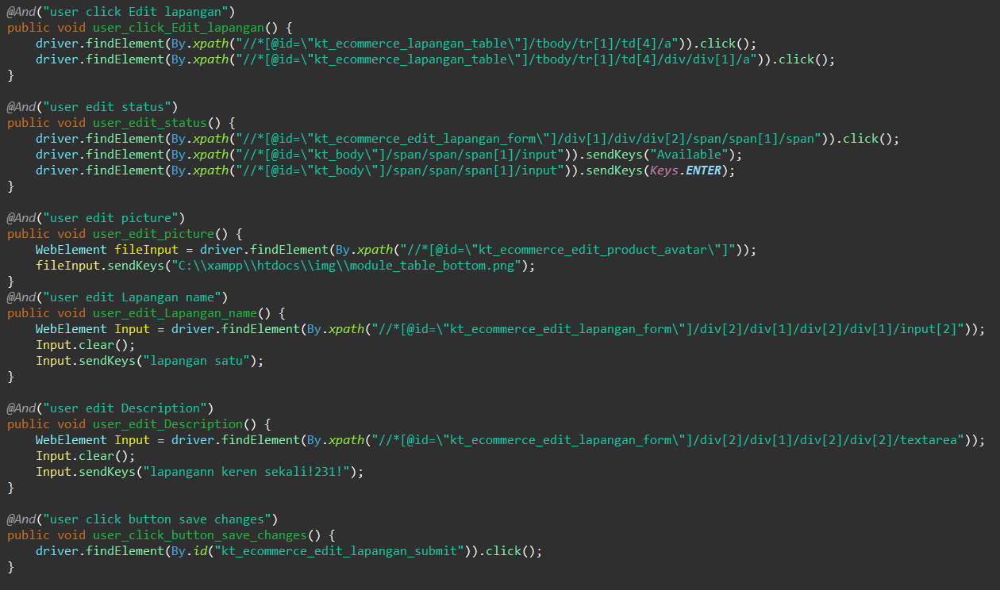 @And("user click Edit lapangan")
public void user_click_Edit_lapangan() {
    driver.findElement(By.xpath("//*[@id=\"kt_ecommerce_lapangan_table\"]/tbody/tr[1]/td[4]/a")).click();
    driver.findElement(By.xpath("//*[@id=\"kt_ecommerce_lapangan_table\"]/tbody/tr[1]/td[4]/div/div[1]/a")).click();
}

@And("user edit status")
public void user_edit_status() {
    driver.findElement(By.xpath("//*[@id=\"kt_ecommerce_edit_lapangan_form\"]/div[1]/div/div[2]/span/span[1]/span")).click();
    driver.findElement(By.xpath("//*[@id=\"kt_body\"]/span/span/span[1]/input")).sendKeys("Available");
    driver.findElement(By.xpath("//*[@id=\"kt_body\"]/span/span/span[1]/input")).sendKeys(Keys.ENTER);
}

@And("user edit picture")
public void user_edit_picture() {
    WebElement fileInput = driver.findElement(By.xpath("//*[@id=\"kt_ecommerce_edit_product_avatar\"]"));
    fileInput.sendKeys("C:\\xampp\\htdocs\\img\\module_table_bottom.png");
}
@And("user edit Lapangan name")
public void user_edit_Lapangan_name() {
    WebElement Input = driver.findElement(By.xpath("//*[@id=\"kt_ecommerce_edit_lapangan_form\"]/div[2]/div[1]/div[2]/div[1]/input[2]"));
    Input.clear();
    Input.sendKeys("lapangan satu");
}

@And("user edit Description")
public void user_edit_Description() {
    WebElement Input = driver.findElement(By.xpath("//*[@id=\"kt_ecommerce_edit_lapangan_form\"]/div[2]/div[1]/div[2]/div[2]/textarea"));
    Input.clear();
    Input.sendKeys("lapangann keren sekali!231!");
}

@And("user click button save changes")
public void user_click_button_save_changes() {
    driver.findElement(By.id("kt_ecommerce_edit_lapangan_submit")).click();
}